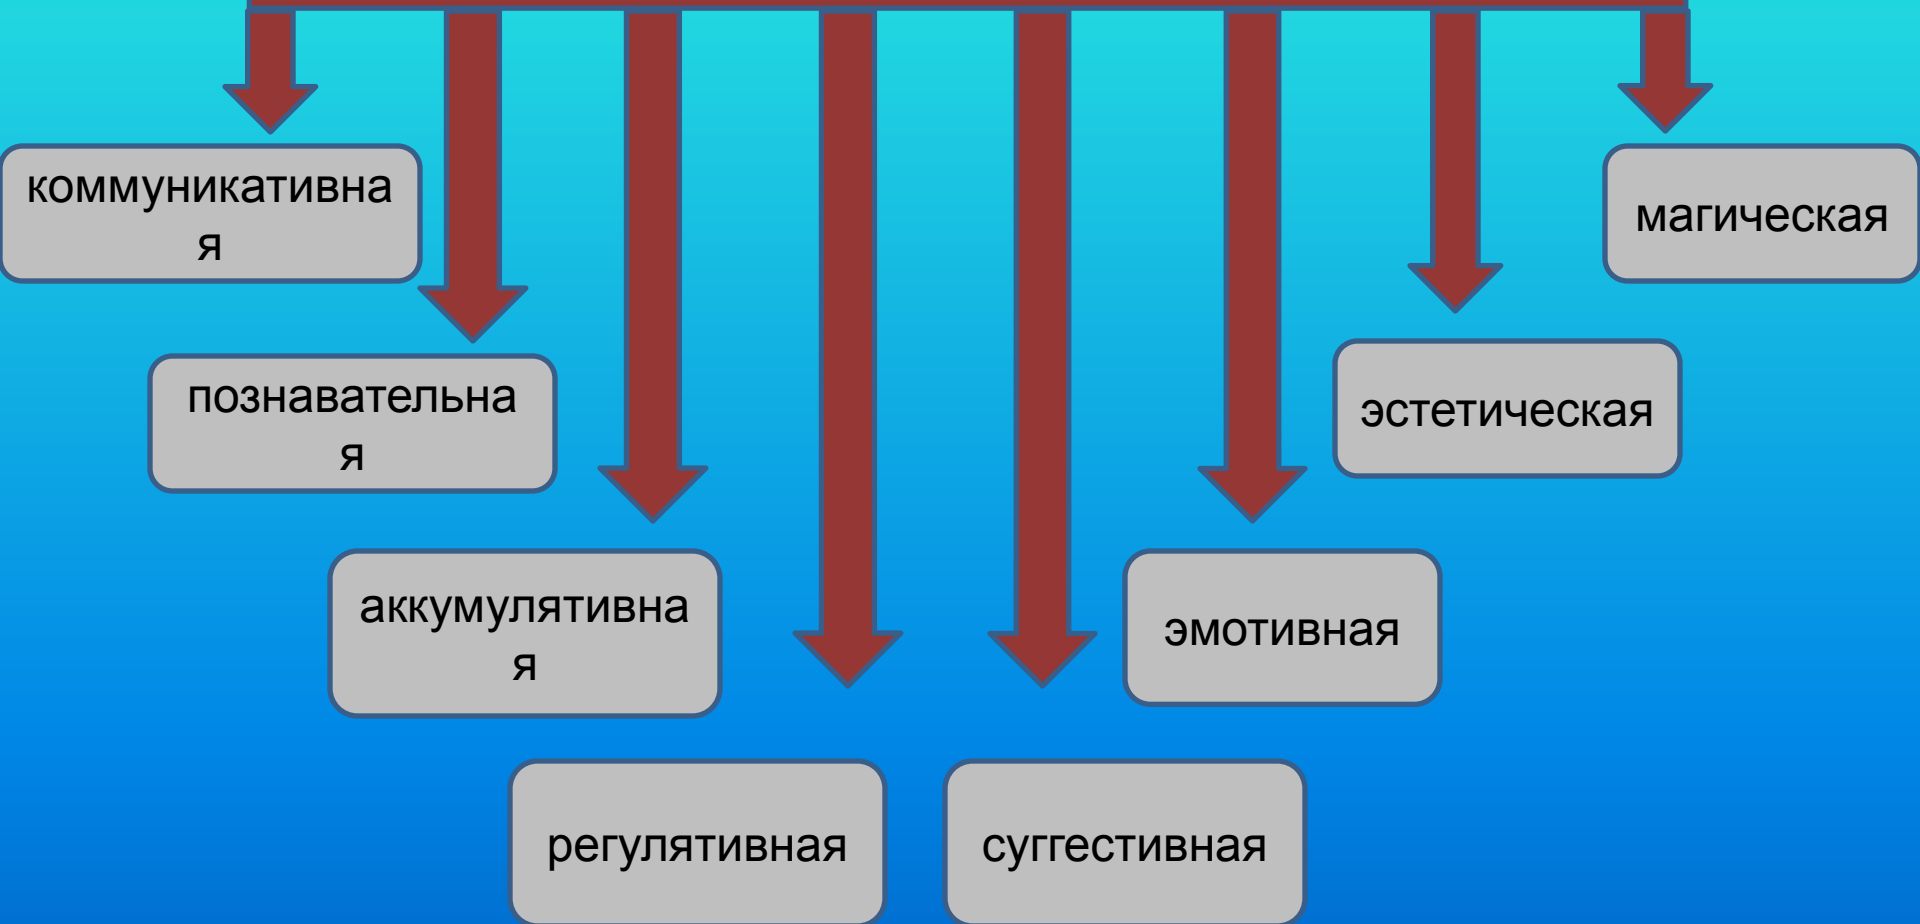 коммуникативна
я
магическая
познавательна
я
эстетическая
аккумулятивна
я
эмотивная
регулятивная
суггестивная